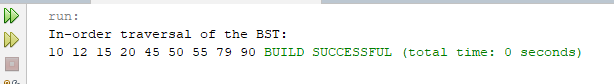 run:
In-order traversal of the BST:
10 12 15 20 45 50 55 79 90 BUILD SUCCESSFUL (total time: 0 seconds)